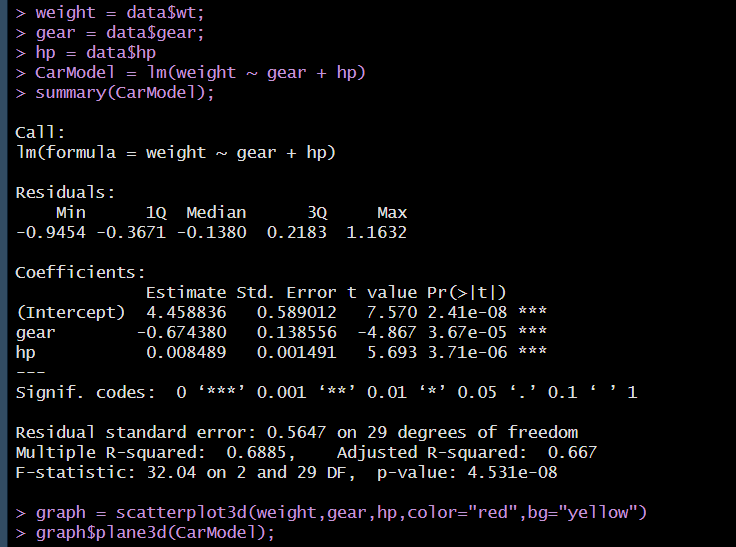 > weight = data$wt;
> gear = data$gear;
> hp = data$hp
> CarModel = lm(weight ~ gear + hp)
> summary(CarModel);

Call:
lm(formula = weight ~ gear + hp)

Residuals:
    Min      1Q  Median      3Q     Max
-0.9454 -0.3671 -0.1380  0.2183  1.1632

Coefficients:
             Estimate Std. Error t value Pr(>|t|)
(Intercept)  4.458836   0.589012   7.570 2.41e-08 ***
gear        -0.674380   0.138556  -4.867 3.67e-05 ***
hp           0.008489   0.001491   5.693 3.71e-06 ***
---
Signif. codes:  0 ‘***’ 0.001 ‘**’ 0.01 ‘*’ 0.05 ‘.’ 0.1 ‘ ’ 1

Residual standard error: 0.5647 on 29 degrees of freedom
Multiple R-squared:  0.6885,    Adjusted R-squared:  0.667
F-statistic: 32.04 on 2 and 29 DF,  p-value: 4.531e-08

> graph = scatterplot3d(weight,gear,hp,color="red",bg="yellow")
> graph$plane3d(CarModel);